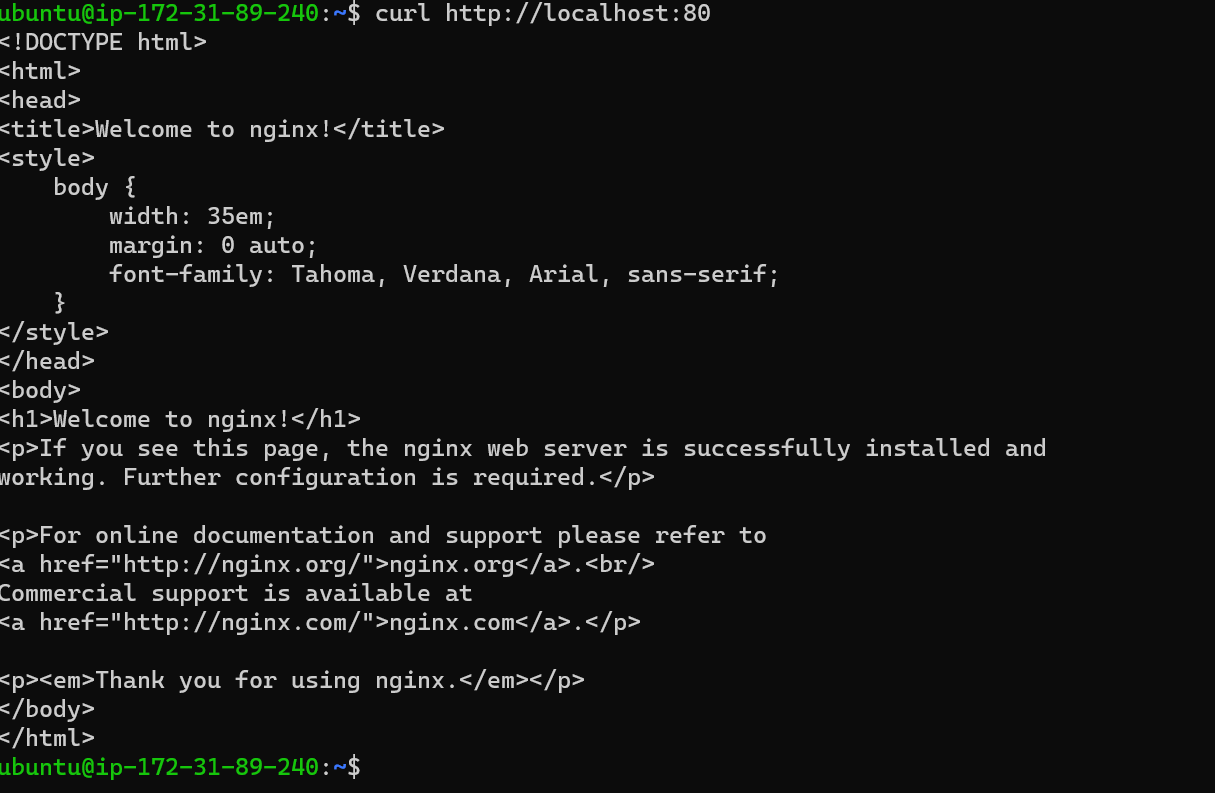 ubuntu@ip-172-31-89-240:~$ curl http://localhost:80
<!DOCTYPE html>
<html>
<head>
<title>Welcome to nginx!</title>
<style>
    body {
        width: 35em;
        margin: 0 auto;
        font-family: Tahoma, Verdana, Arial, sans-serif;
    }
</style>
</head>
<body>
<h1>Welcome to nginx!</h1>
<p>If you see this page, the nginx web server is successfully installed and
working. Further configuration is required.</p>

<p>For online documentation and support please refer to
<a href="http://nginx.org/">nginx.org</a>.<br/>
Commercial support is available at
<a href="http://nginx.com/">nginx.com</a>.</p>

<p><em>Thank you for using nginx.</em></p>
</body>
</html>
ubuntu@ip-172-31-89-240:~$